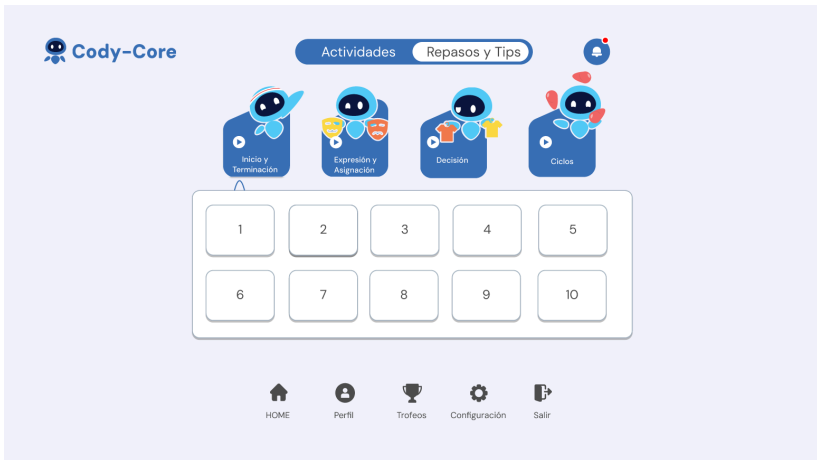 Cody-Core
Actividades
Repasos y Tips
Inicio y
Terminación
Expresión y
Asignación
Decisión
Ciclos
1
2
3
4
5
6
7
8
9
10
HOME
Perfil
Trofeos
Configuración
Salir